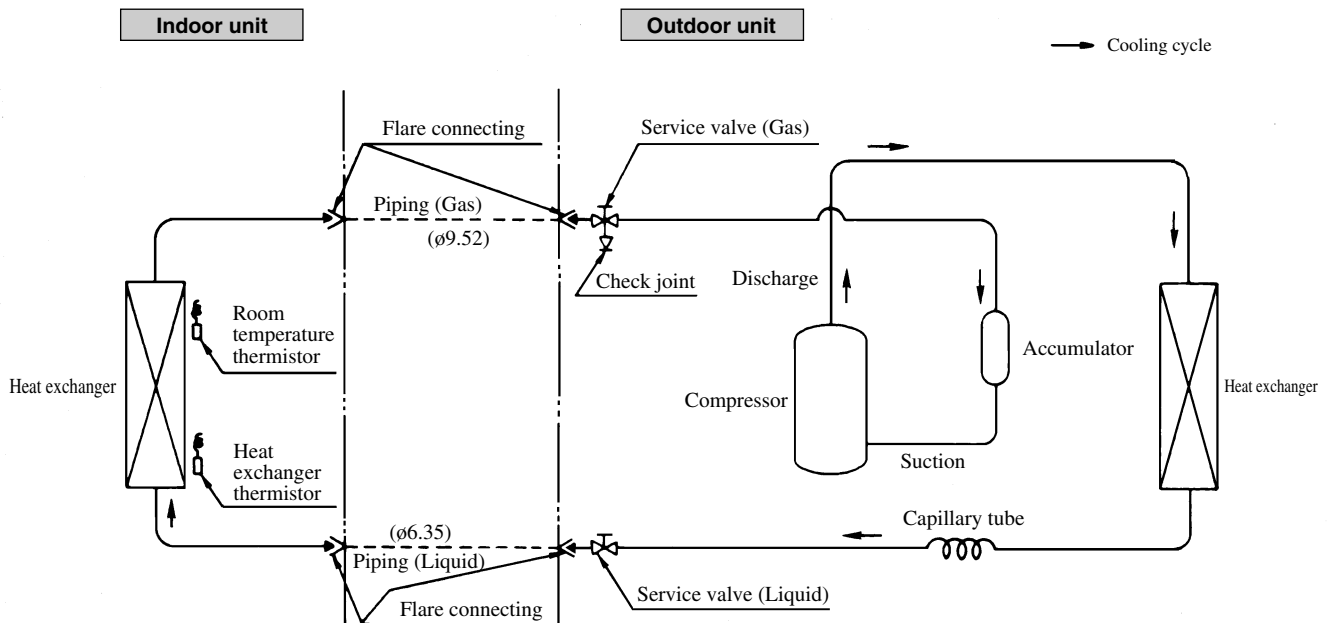 Indoor unit
Outdoor unit
Cooling cycle
Flare connecting
Service valve (Gas)
Piping (Gas)
(ø9.52)
Check joint
Discharge
Room
temperature
thermistor
Accumulator
Heat exchanger
Heat exchanger
Compressor
Heat
exchanger
thermistor
Suction
Capillary tube
(ø6.35)
Piping (Liquid)
Service valve (Liquid)
Flare connecting